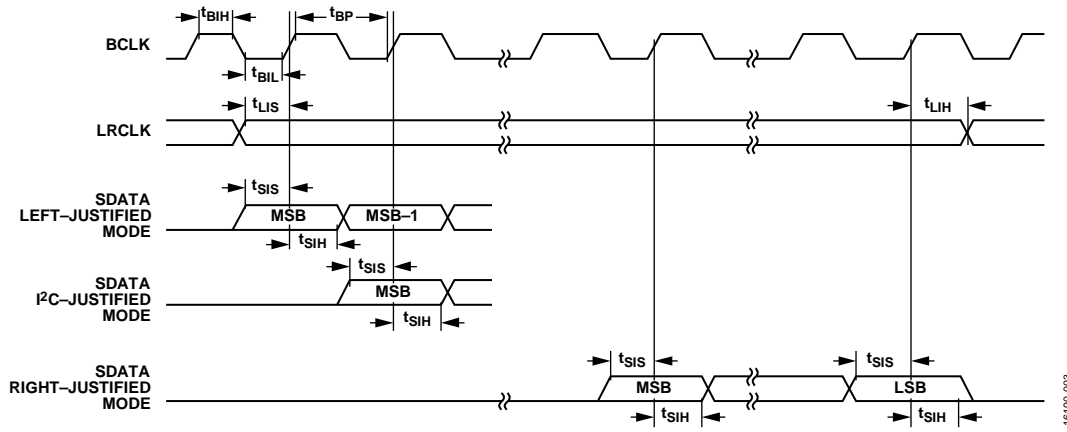 tBIH
tBP
BCLK
tBIL
tLIS
tLIH
LRCLK
tSIS
SDATA
LEFT–JUSTIFIED
MODE
MSB
MSB–1
tSIH
tSIS
SDATA
I²C–JUSTIFIED
MODE
MSB
tSIH
tSIS
tSIS
SDATA
RIGHT–JUSTIFIED
MODE
MSB
LSB
tSIH
tSIH